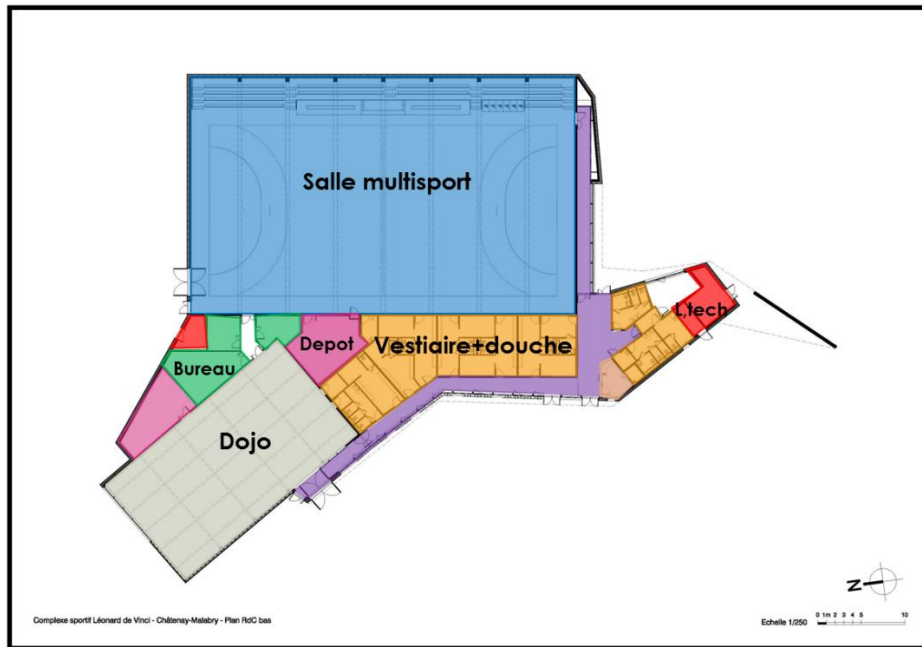 Salle multisport
L,tech
Depot
Vestiaire+douche
Bureau
Dojo
N
Complexe sportif Léonard de Vinci - Châtenay-Malabry - Plan RdC bas
Echelle 1/250
0 1m 2 3 4 5 10